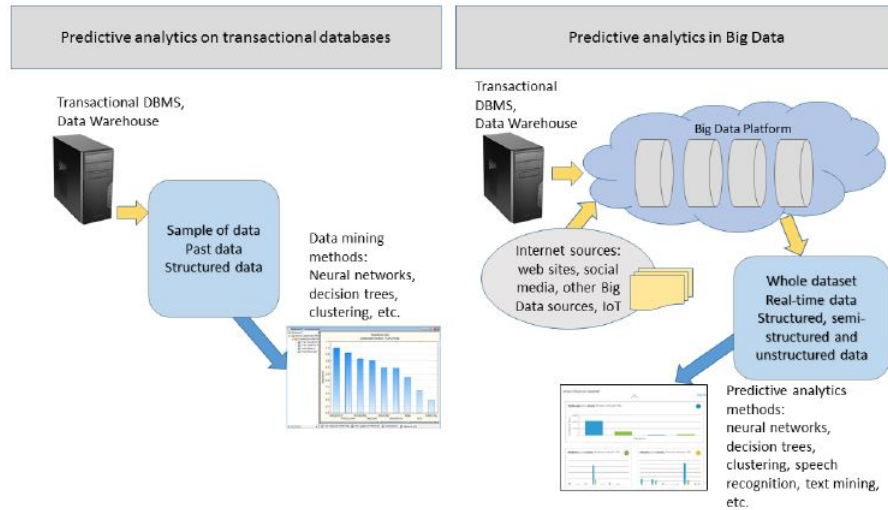 Predictive analytics on transactional databases
Transactional DBMS,
Data Warehouse
Sample of data
Past data
Structured data
Data mining
methods:
Neural networks,
decision trees,
clustering, etc.
Predictive analytics in Big Data
Transactional
DBMS,
Data Warehouse
Big Data Platform
Internet sources:
web sites, social
media, other Big
Data sources, IoT
Whole dataset
Real-time data
Structured, semi-
structured and
unstructured data
Predictive analytics
methods:
neural networks,
decision trees,
clustering, speech
recognition, text mining,
etc.